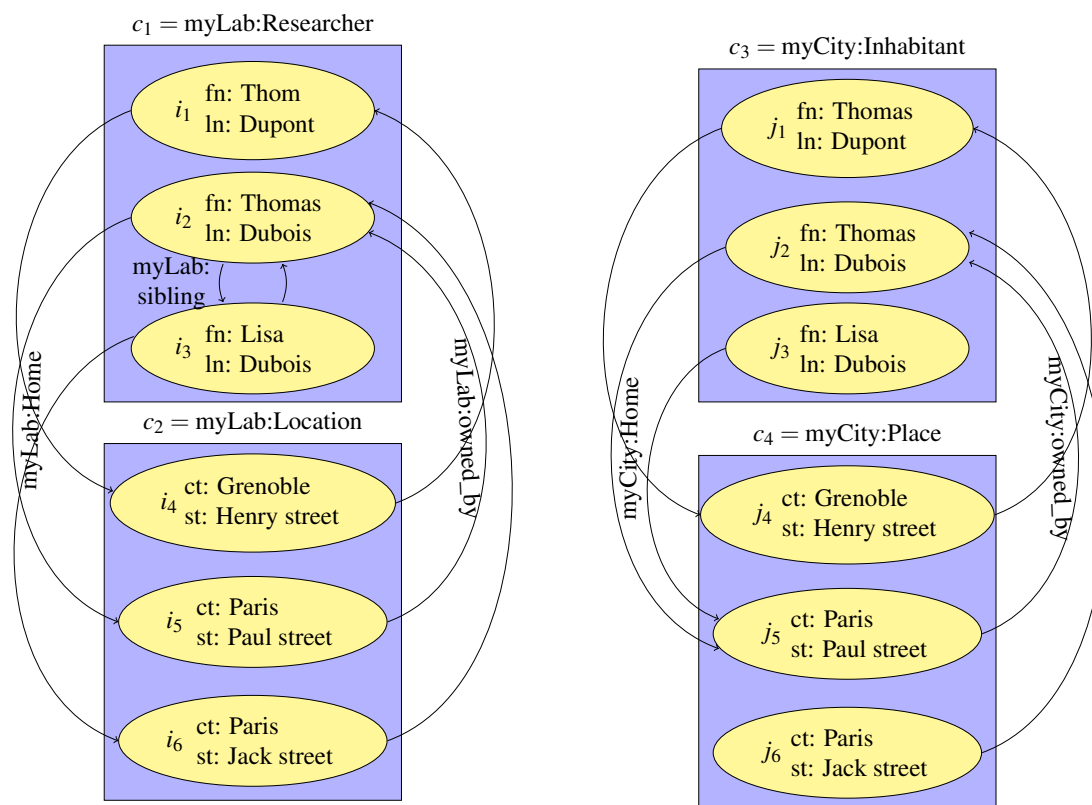 c₁ = myLab:Researcher
i₁ fn: Thom
ln: Dupont
i₂ fn: Thomas
ln: Dubois
myLab:
sibling
i₃ fn: Lisa
ln: Dubois
myLab:Home
myLab:owned_by
c₂ = myLab:Location
i₄ ct: Grenoble
st: Henry street
i₅ ct: Paris
st: Paul street
i₆ ct: Paris
st: Jack street
c₃ = myCity:Inhabitant
j₁ fn: Thomas
ln: Dupont
j₂ fn: Thomas
ln: Dubois
j₃ fn: Lisa
ln: Dubois
myCity:Home
myCity:owned_by
c₄ = myCity:Place
j₄ ct: Grenoble
st: Henry street
j₅ ct: Paris
st: Paul street
j₆ ct: Paris
st: Jack street